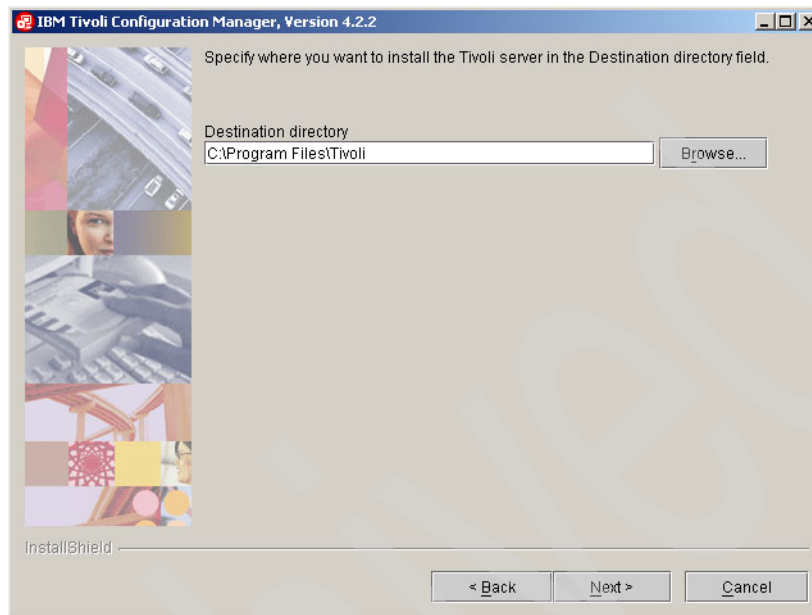 IBM Tivoli Configuration Manager, Version 4.2.2
Specify where you want to install the Tivoli server in the Destination directory field.
Destination directory
C:\Program Files\Tivoli
Browse...
InstallShield
< Back
Next >
Cancel